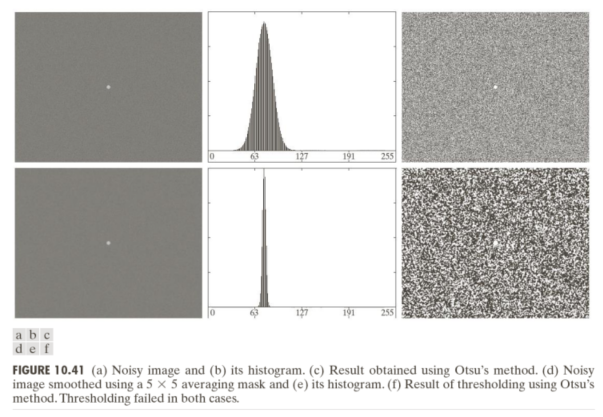 0 63 127 191 255
0 63 127 191 255
a b c
d e f
FIGURE 10.41 (a) Noisy image and (b) its histogram. (c) Result obtained using Otsu's method. (d) Noisy
image smoothed using a 5 × 5 averaging mask and (e) its histogram. (f) Result of thresholding using Otsu's
method. Thresholding failed in both cases.